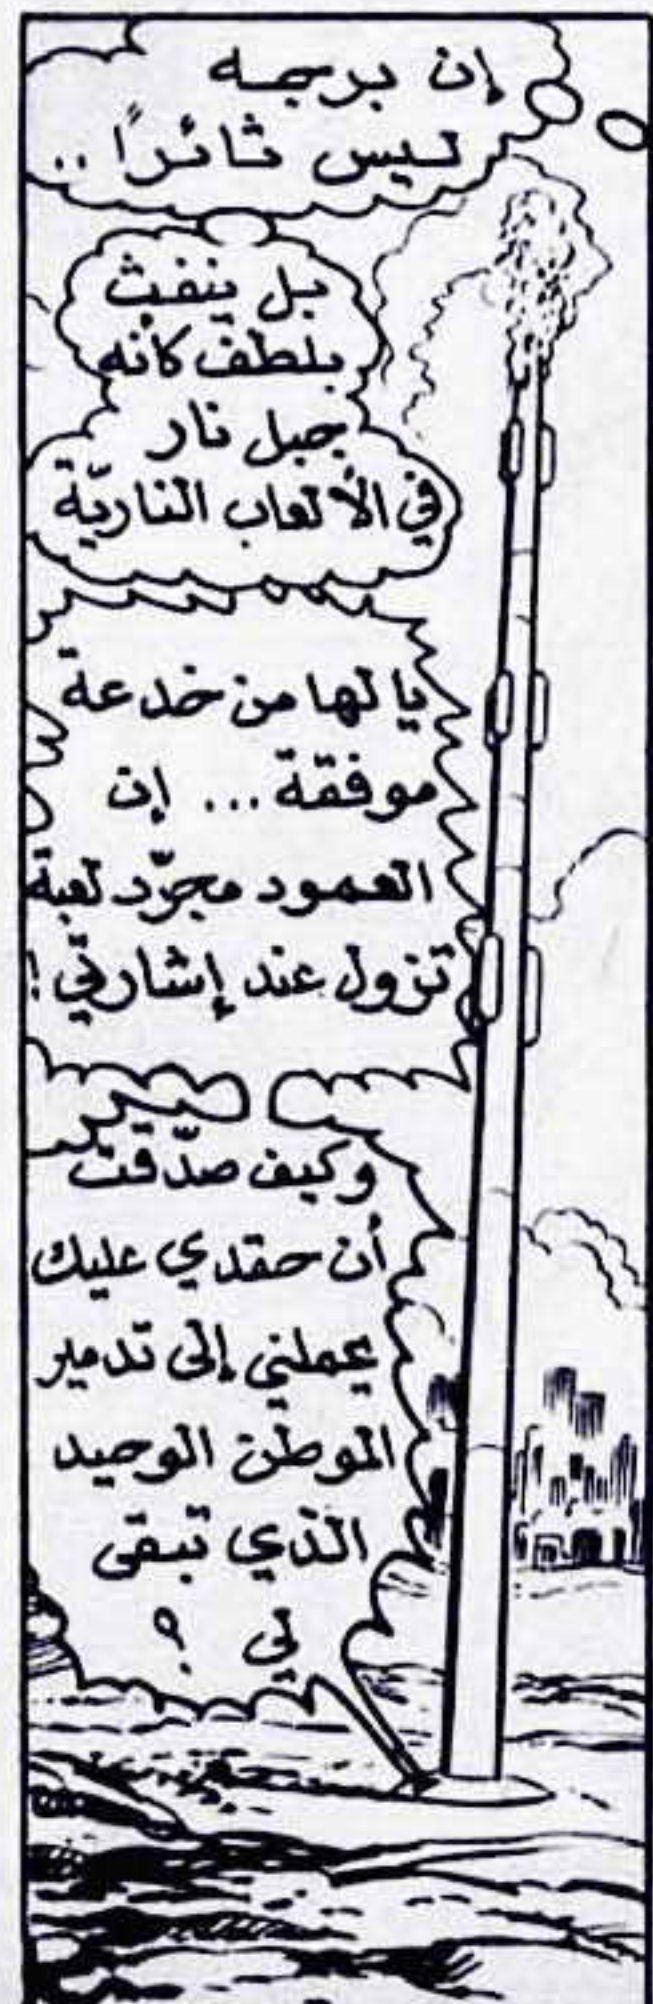 إن برجه
ليس ثائراً ..
بل ينفث
بلطف كأنه
جبل نار
في الألعاب الناريّة
يا لها من خدعة
موفقة ... إن
العمود مجرّد لعبة
تزول عند إشارتي !
وكيف صدّقت
أن حقدي عليك
يحملني إلى تدمير
الموطن الوحيد
الذي تبقى
لي ؟